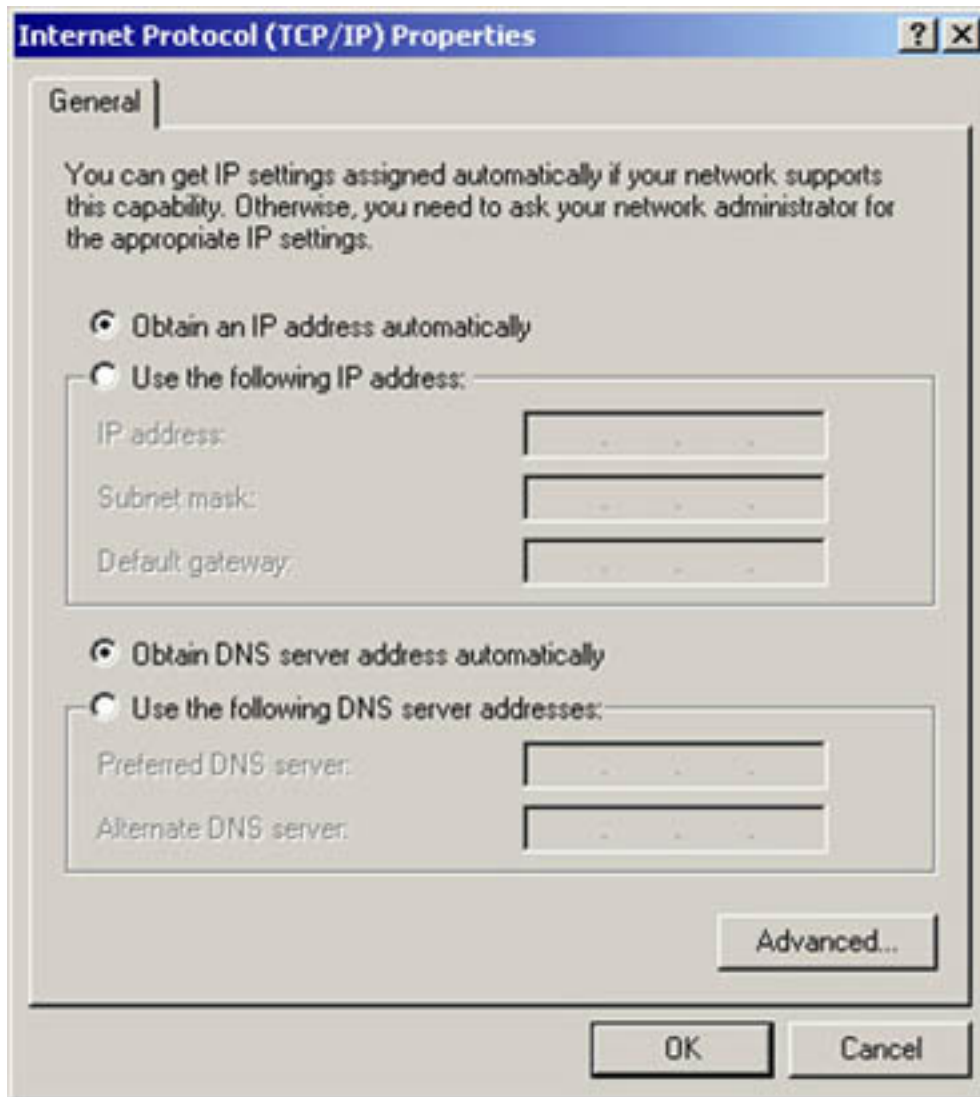 Internet Protocol (TCP/IP) Properties
General
You can get IP settings assigned automatically if your network supports
this capability. Otherwise, you need to ask your network administrator for
the appropriate IP settings.
Obtain an IP address automatically
Use the following IP address:
IP address:
Subnet mask:
Default gateway:
Obtain DNS server address automatically
Use the following DNS server addresses:
Preferred DNS server:
Alternate DNS server:
Advanced...
OK
Cancel